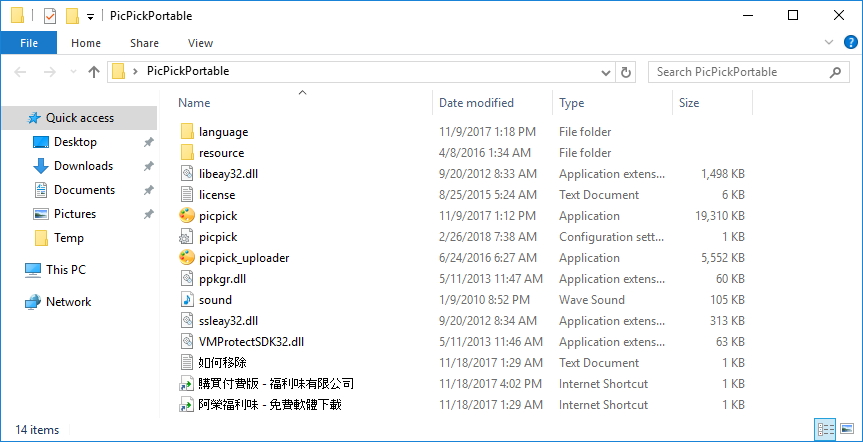 PicPickPortable
File Home Share View
PicPickPortable Search PicPickPortable
Name Date modified Type Size
Quick access
Desktop
Downloads
Documents
Pictures
Temp
This PC
Network
language 11/9/2017 1:18 PM File folder
resource 4/8/2016 1:34 AM File folder
libeay32.dll 9/20/2012 8:33 AM Application extens... 1,498 KB
license 8/25/2015 5:24 AM Text Document 6 KB
picpick 11/9/2017 1:12 PM Application 19,310 KB
picpick 2/26/2018 7:38 AM Configuration sett... 1 KB
picpick_uploader 6/24/2016 6:27 AM Application 5,552 KB
ppkgr.dll 5/11/2013 11:47 AM Application extens... 60 KB
sound 1/9/2010 8:52 PM Wave Sound 105 KB
ssleay32.dll 9/20/2012 8:34 AM Application extens... 313 KB
VMProtectSDK32.dll 5/11/2013 11:46 AM Application extens... 63 KB
如何移除 11/18/2017 1:29 AM Text Document 1 KB
購買付費版 - 福利味有限公司 11/18/2017 4:02 PM Internet Shortcut 1 KB
阿榮福利味 - 免費軟體下載 11/18/2017 1:29 AM Internet Shortcut 1 KB
14 items